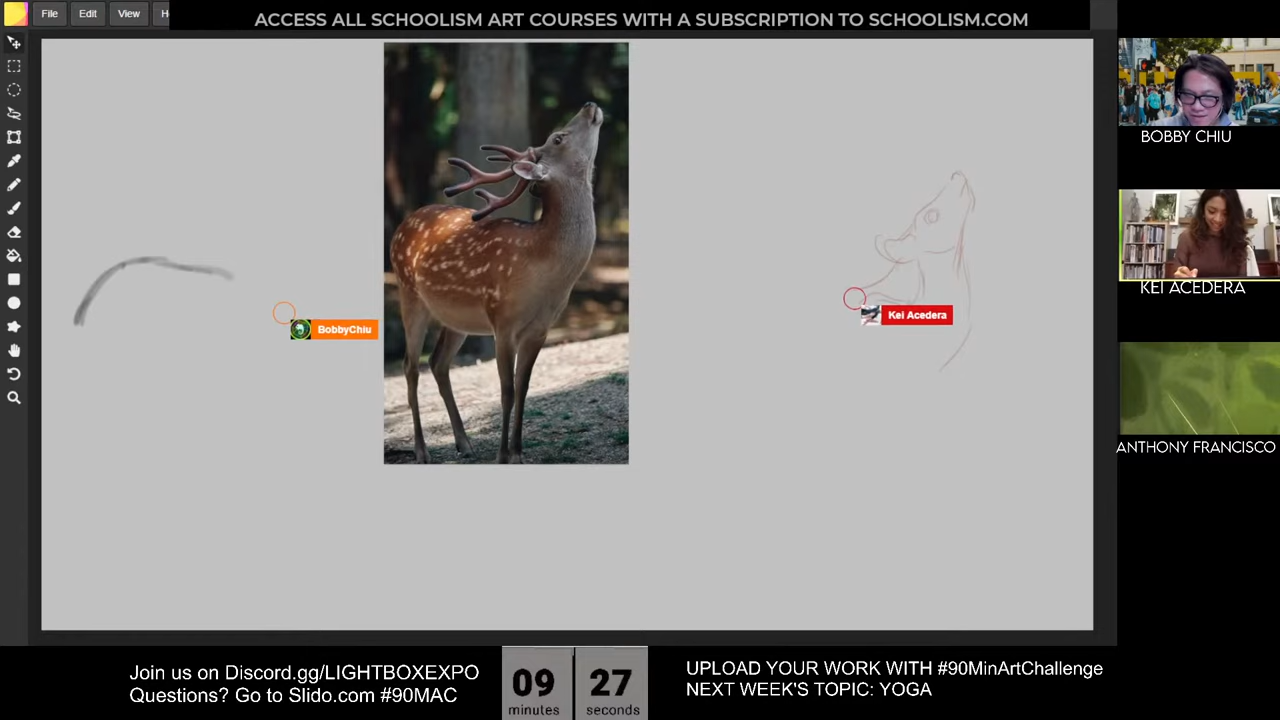 File Edit View H
ACCESS ALL SCHOOLISM ART COURSES WITH A SUBSCRIPTION TO SCHOOLISM.COM
BOBBY CHIU
KEI ACEDERA
ANTHONY FRANCISCO
BobbyChiu
Kei Acedera
Join us on Discord.gg/LIGHTBOXEXPO
Questions? Go to Slido.com #90MAC
09 27
minutes seconds
UPLOAD YOUR WORK WITH #90MinArtChallenge
NEXT WEEK'S TOPIC: YOGA